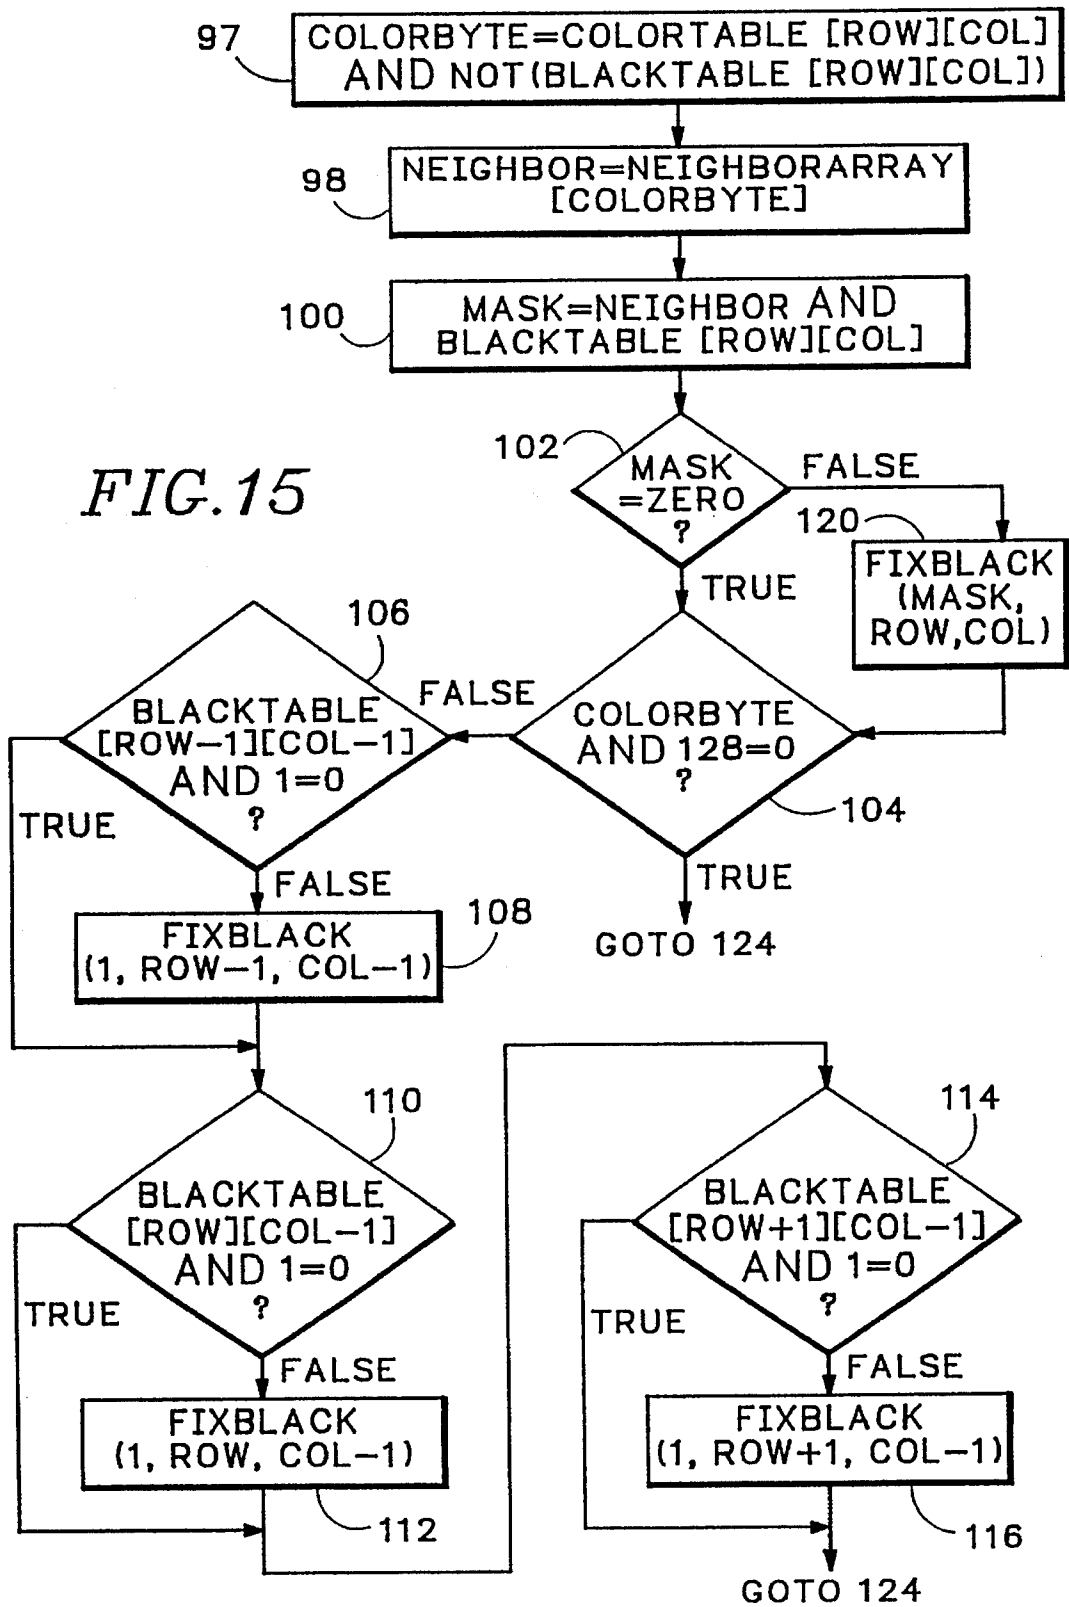 97
COLORBYTE=COLORTABLE [ROW][COL]
AND NOT(BLACKTABLE [ROW][COL])
98
NEIGHBOR=NEIGHBORARRAY
[COLORBYTE]
100
MASK=NEIGHBOR AND
BLACKTABLE [ROW][COL]
102
MASK
=ZERO
?
FALSE
TRUE
FIG.15
120
FIXBLACK
(MASK,
ROW,COL)
106
BLACKTABLE
[ROW-1][COL-1]
AND 1=0
?
FALSE
COLORBYTE
AND 128=0
?
104
TRUE
FALSE
TRUE
GOTO 124
108
FIXBLACK
(1, ROW-1, COL-1)
110
BLACKTABLE
[ROW][COL-1]
AND 1=0
?
TRUE
FALSE
FIXBLACK
(1, ROW, COL-1)
112
114
BLACKTABLE
[ROW+1][COL-1]
AND 1=0
?
TRUE
FALSE
FIXBLACK
(1, ROW+1, COL-1)
116
GOTO 124